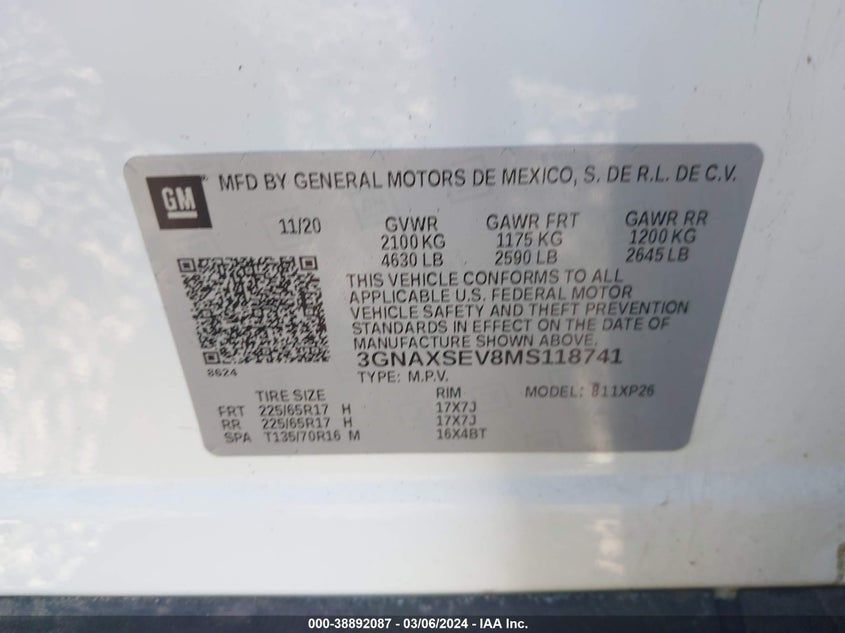 GM
MFD BY GENERAL MOTORS DE MEXICO, S. DE R.L. DE C.V.
11/20 GVWR GAWR FRT GAWR RR
2100 KG 1175 KG 1200 KG
4630 LB 2590 LB 2645 LB
THIS VEHICLE CONFORMS TO ALL
APPLICABLE U.S. FEDERAL MOTOR
VEHICLE SAFETY AND THEFT PREVENTION
STANDARDS IN EFFECT ON THE DATE OF
MANUFACTURE SHOWN ABOVE.
3GNAXSEV8MS118741
8624
TYPE: M.P.V.
TIRE SIZE RIM MODEL: 811XP26
FRT 225/65R17 H 17X7J
RR 225/65R17 H 17X7J
SPA T135/70R16 M 16X4BT
000-38892087 - 03/06/2024 - IAA Inc.